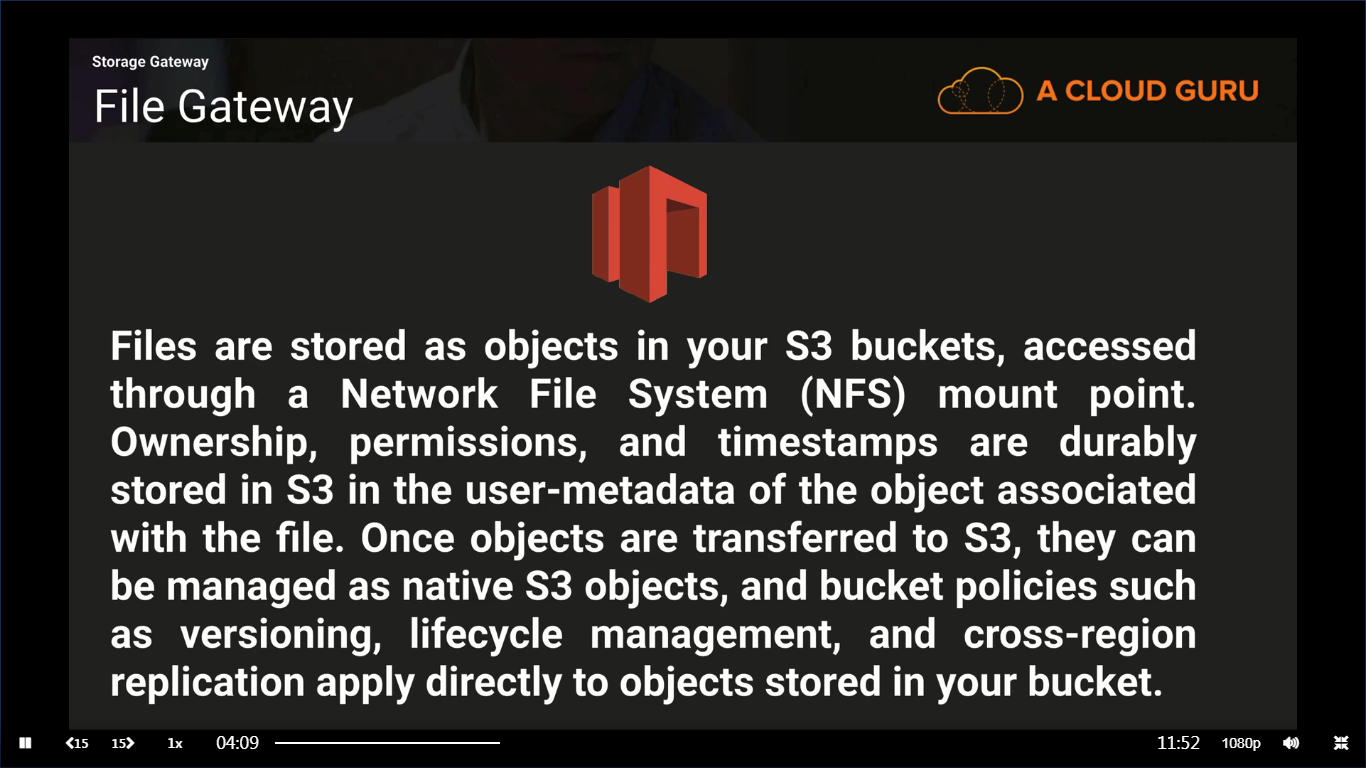 Storage Gateway
File Gateway
A CLOUD GURU
Files are stored as objects in your S3 buckets, accessed
through a Network File System (NFS) mount point.
Ownership, permissions, and timestamps are durably
stored in S3 in the user-metadata of the object associated
with the file. Once objects are transferred to S3, they can
be managed as native S3 objects, and bucket policies such
as versioning, lifecycle management, and cross-region
replication apply directly to objects stored in your bucket.
15 15 1x 04:09 11:52 1080p